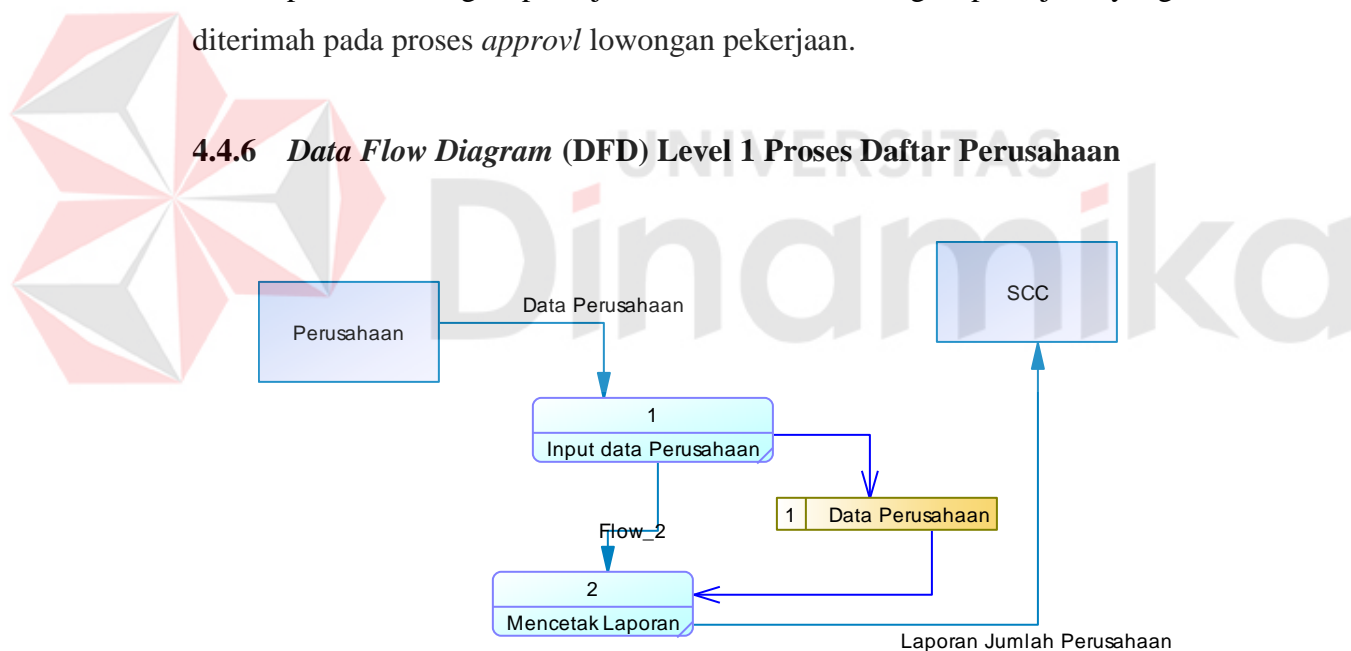 diterimah pada proses approvl lowongan pekerjaan.
4.4.6 Data Flow Diagram (DFD) Level 1 Proses Daftar Perusahaan
UNIVERSITAS
Dinamika
SCC
Data Perusahaan
Perusahaan
1
Input data Perusahaan
1 Data Perusahaan
Flow_2
2
Mencetak Laporan
Laporan Jumlah Perusahaan